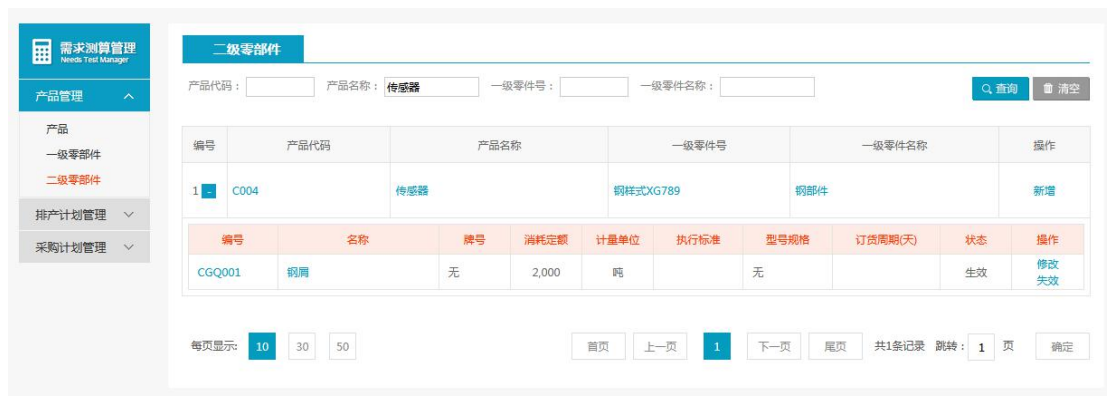 需求测算管理
Needs Test Manager
产品管理
产品
一级零部件
二级零部件
排产计划管理
采购计划管理
二级零部件
产品代码： 产品名称： 传感器 一级零件号： 一级零件名称： 查询 清空
编号 产品代码 产品名称 一级零件号 一级零件名称 操作
1 - C004 传感器 钢样式XG789 钢部件 新增
编号 名称 牌号 消耗定额 计量单位 执行标准 型号规格 订货周期(天) 状态 操作
CGQ001 钢屑 无 2,000 吨 无 生效 修改
失效
每页显示: 10 30 50 首页 上一页 1 下一页 尾页 共1条记录 跳转： 1 页 确定